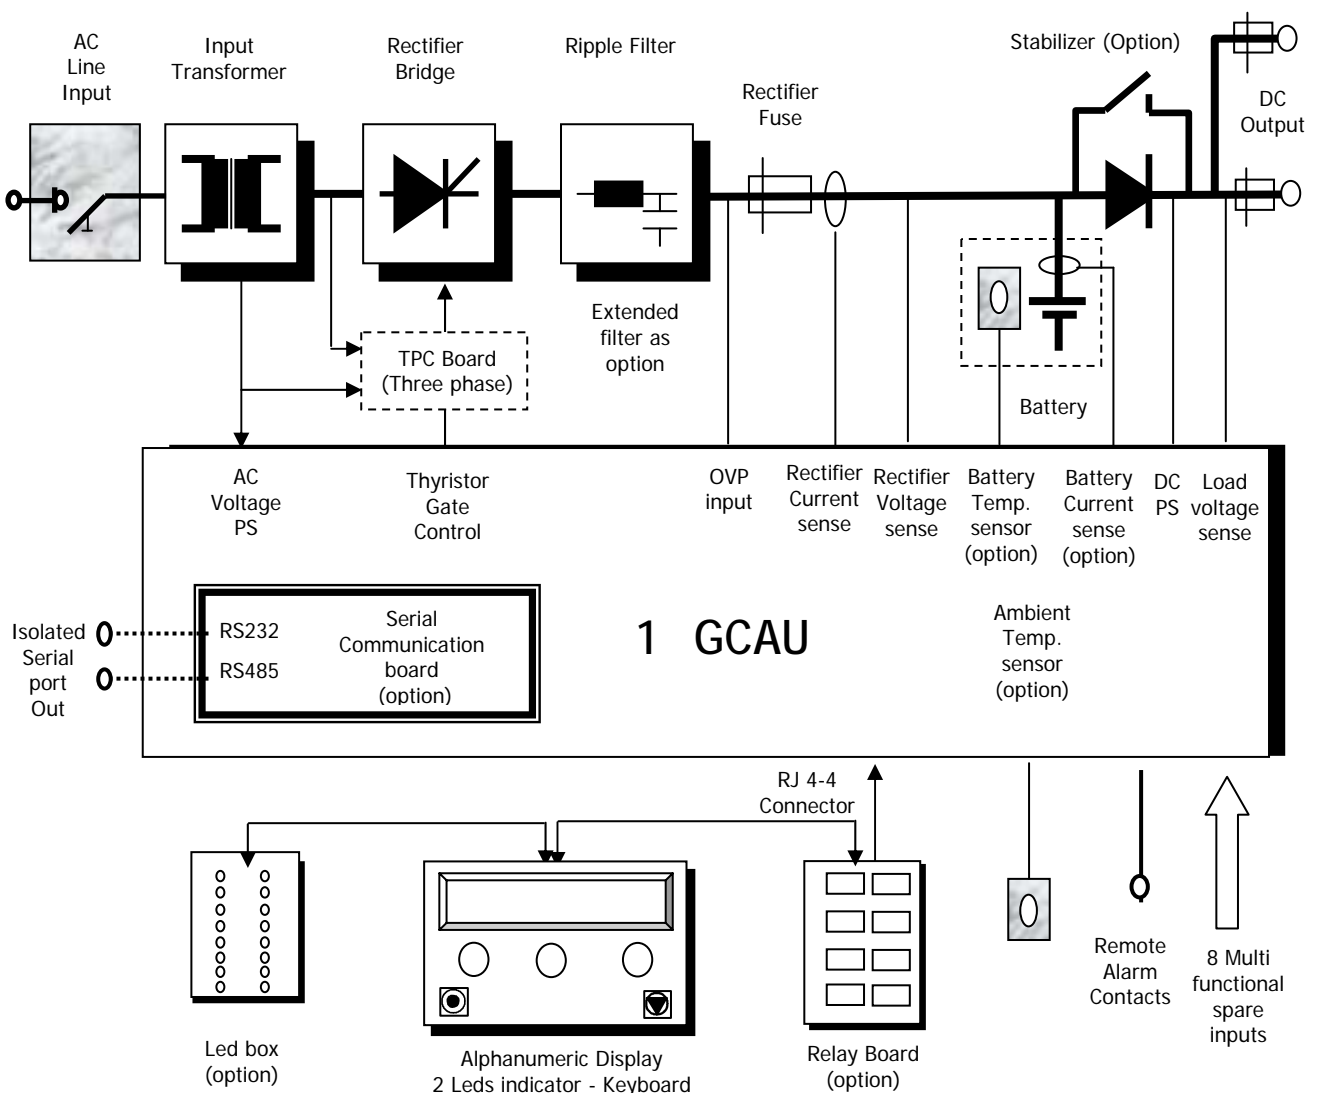 AC
Line
Input
Input
Transformer
Rectifier
Bridge
Ripple Filter
Rectifier
Fuse
Stabilizer (Option)
DC
Output
Extended
filter as
option
TPC Board
(Three phase)
Battery
AC
Voltage
PS
Thyristor
Gate
Control
OVP
input
Rectifier
Current
sense
Rectifier
Voltage
sense
Battery
Temp.
sensor
(option)
Battery
Current
sense
(option)
DC
PS
Load
voltage
sense
Isolated
Serial
port
Out
RS232
RS485
Serial
Communication
board
(option)
1 GCAU
Ambient
Temp.
sensor
(option)
RJ 4-4
Connector
Led box
(option)
Alphanumeric Display
2 Leds indicator - Keyboard
Relay Board
(option)
Remote
Alarm
Contacts
8 Multi
functional
spare
inputs